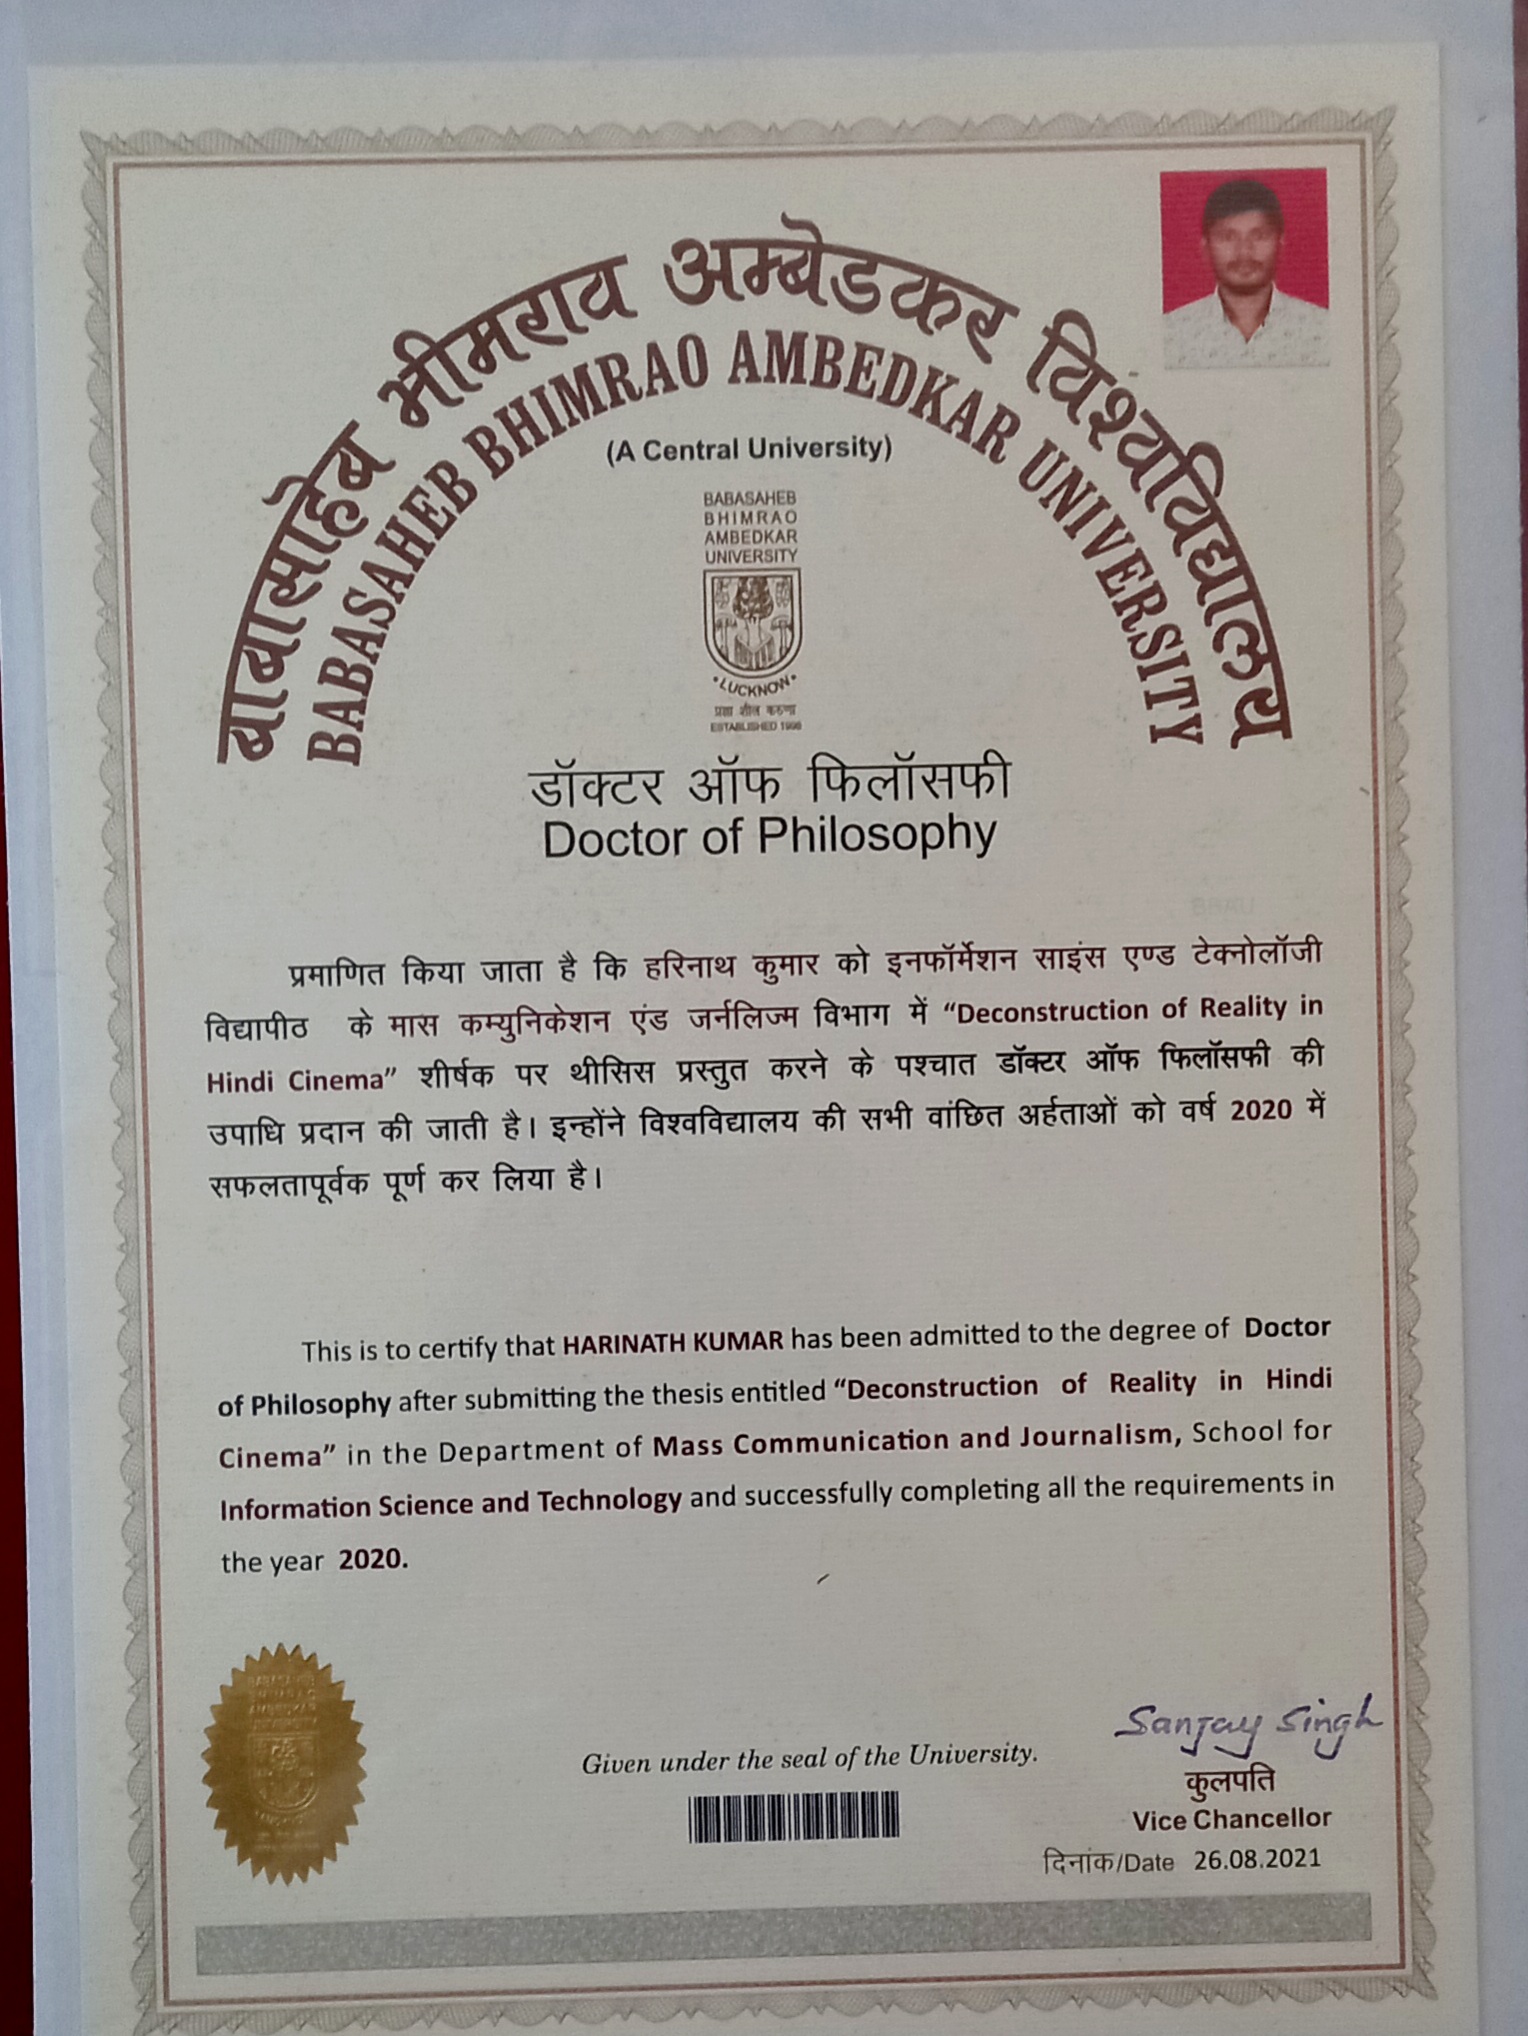 बाबासाहेब भीमराव अम्बेडकर विश्वविद्यालय
BABASAHEB BHIMRAO AMBEDKAR UNIVERSITY
(A Central University)
BABASAHEB
BHIMRAO
AMBEDKAR
UNIVERSITY
• LUCKNOW •
प्रज्ञा शील करुणा
ESTABLISHED 1996
डॉक्टर ऑफ फिलॉसफी
Doctor of Philosophy
प्रमाणित किया जाता है कि हरिनाथ कुमार को इनफॉर्मेशन साइंस एण्ड टेक्नोलॉजी
विद्यापीठ के मास कम्युनिकेशन एंड जर्नलिज्म विभाग में “Deconstruction of Reality in
Hindi Cinema” शीर्षक पर थीसिस प्रस्तुत करने के पश्चात डॉक्टर ऑफ फिलॉसफी की
उपाधि प्रदान की जाती है। इन्होंने विश्वविद्यालय की सभी वांछित अर्हताओं को वर्ष 2020 में
सफलतापूर्वक पूर्ण कर लिया है।
This is to certify that HARINATH KUMAR has been admitted to the degree of Doctor
of Philosophy after submitting the thesis entitled “Deconstruction of Reality in Hindi
Cinema” in the Department of Mass Communication and Journalism, School for
Information Science and Technology and successfully completing all the requirements in
the year 2020.
BABASAHEB
BHIMRAO
AMBEDKAR
UNIVERSITY
Sanjay Singh
Given under the seal of the University.
कुलपति
Vice Chancellor
दिनांक/Date 26.08.2021